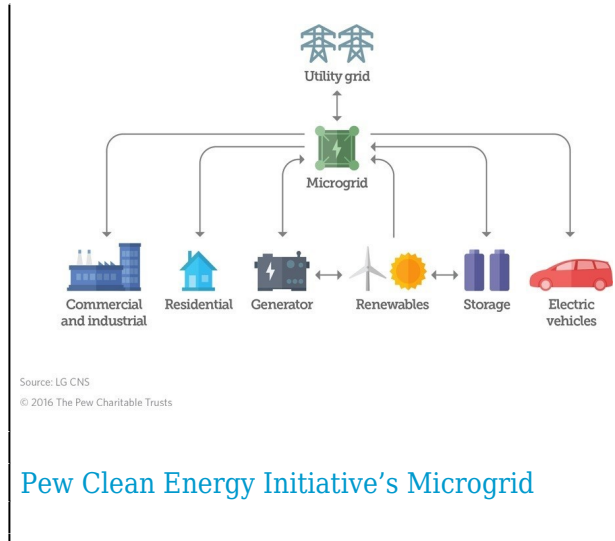 Utility grid
Microgrid
Commercial
and industrial
Residential
Generator
Renewables
Storage
Electric
vehicles
Source: LG CNS
© 2016 The Pew Charitable Trusts
Pew Clean Energy Initiative’s Microgrid